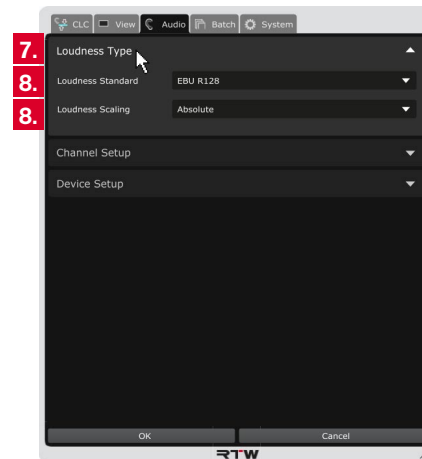 CLC View Audio Batch System
7. Loudness Type
8. Loudness Standard EBU R128
8. Loudness Scaling Absolute
Channel Setup
Device Setup
OK Cancel
RTW